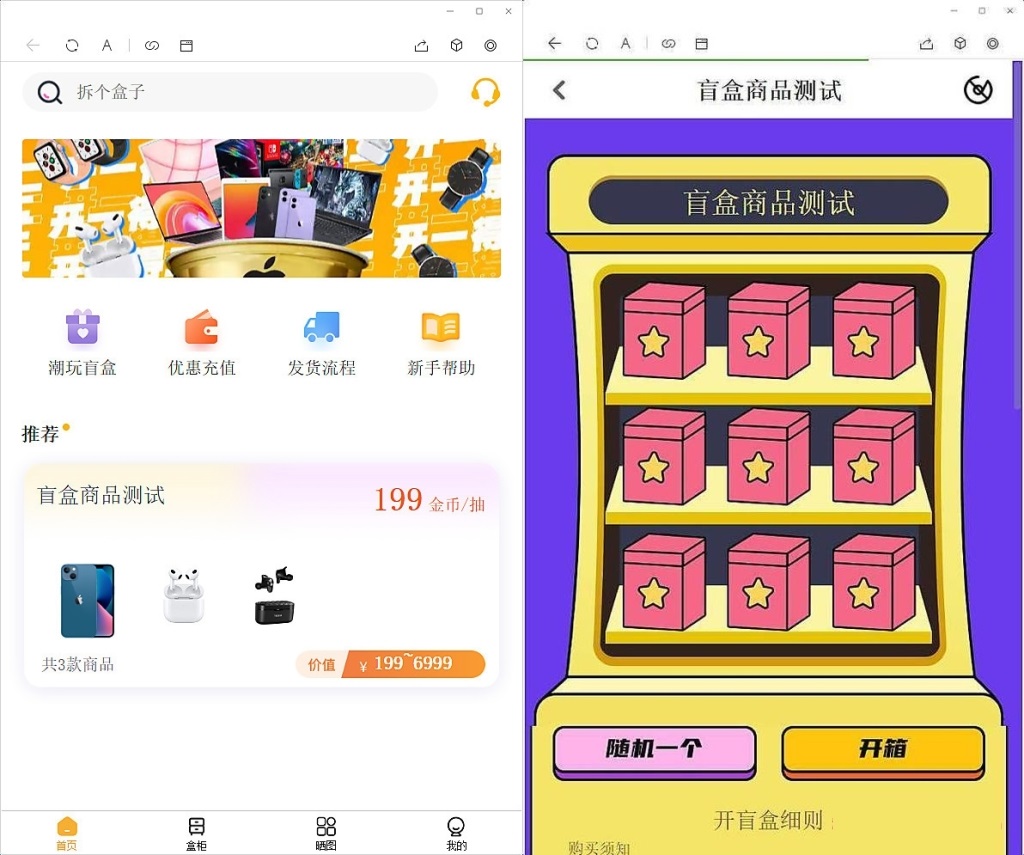 拆个盒子
开一箱
开一箱
潮玩盲盒
优惠充值
发货流程
新手帮助
推荐
盲盒商品测试
199 金币/抽
共3款商品
价值 ¥ 199~6999
首页
盒柜
晒图
我的
盲盒商品测试
盲盒商品测试
随机一个
开箱
开盲盒细则
购买须知